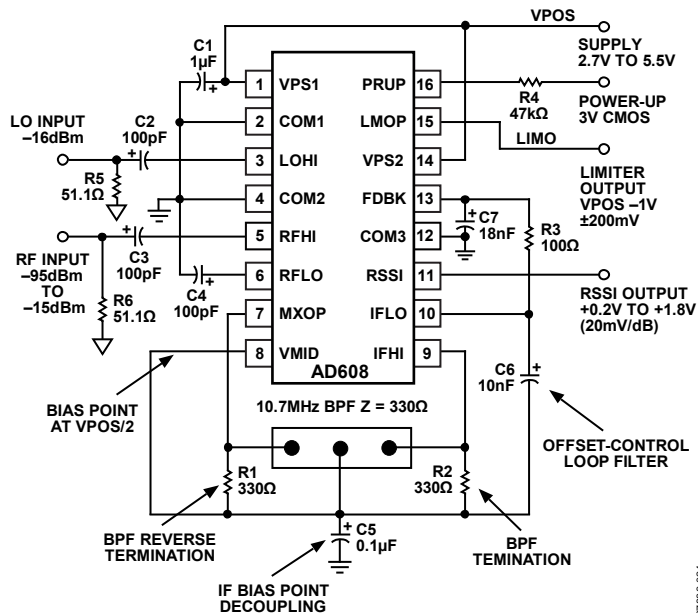 VPOS
SUPPLY
2.7V TO 5.5V
C1
1µF
1 VPS1 PRUP 16
R4
47kΩ
POWER-UP
3V CMOS
LO INPUT
–16dBm
C2
100pF
2 COM1 LMOP 15
LIMO
3 LOHI VPS2 14
LIMITER
OUTPUT
VPOS –1V
±200mV
R5
51.1Ω
4 COM2 FDBK 13
C7
18nF
R3
100Ω
RF INPUT
–95dBm
TO
–15dBm
C3
100pF
5 RFHI COM3 12
R6
51.1Ω
C4
100pF
6 RFLO RSSI 11
RSSI OUTPUT
+0.2V TO +1.8V
(20mV/dB)
7 MXOP IFLO 10
8 VMID IFHI 9
AD608
C6
10nF
BIAS POINT
AT VPOS/2
10.7MHz BPF Z = 330Ω
OFFSET-CONTROL
LOOP FILTER
R1
330Ω
R2
330Ω
BPF REVERSE
TERMINATION
C5
0.1µF
BPF
TEMINATION
IF BIAS POINT
DECOUPLING